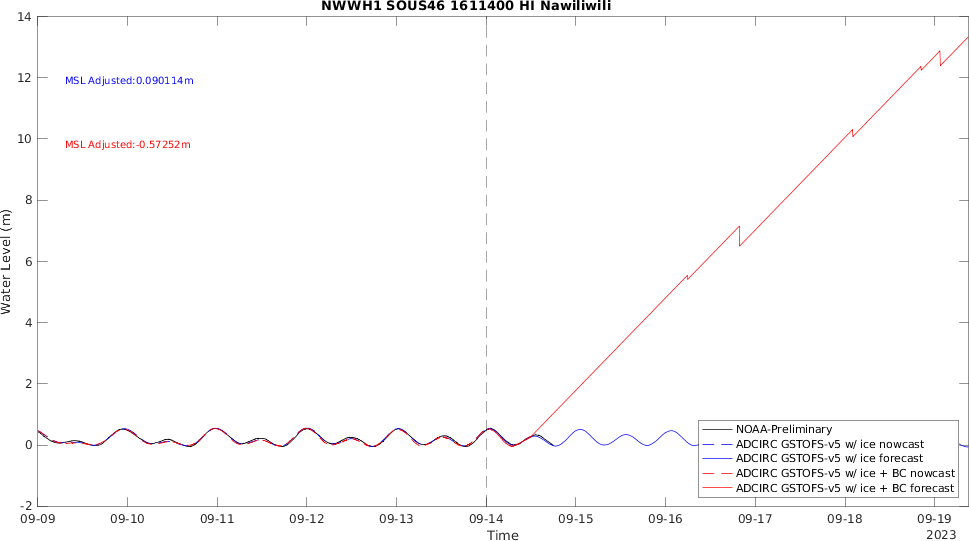 NWWH1 SOUS46 1611400 HI Nawiliwili
14
12
10
8
6
4
2
0
-2
Water Level (m)
MSL Adjusted:0.090114m
MSL Adjusted:-0.57252m
NOAA-Preliminary
ADCIRC GSTOFS-v5 w/ ice nowcast
ADCIRC GSTOFS-v5 w/ ice forecast
ADCIRC GSTOFS-v5 w/ ice + BC nowcast
ADCIRC GSTOFS-v5 w/ ice + BC forecast
09-09 09-10 09-11 09-12 09-13 09-14 09-15 09-16 09-17 09-18 09-19
2023
Time